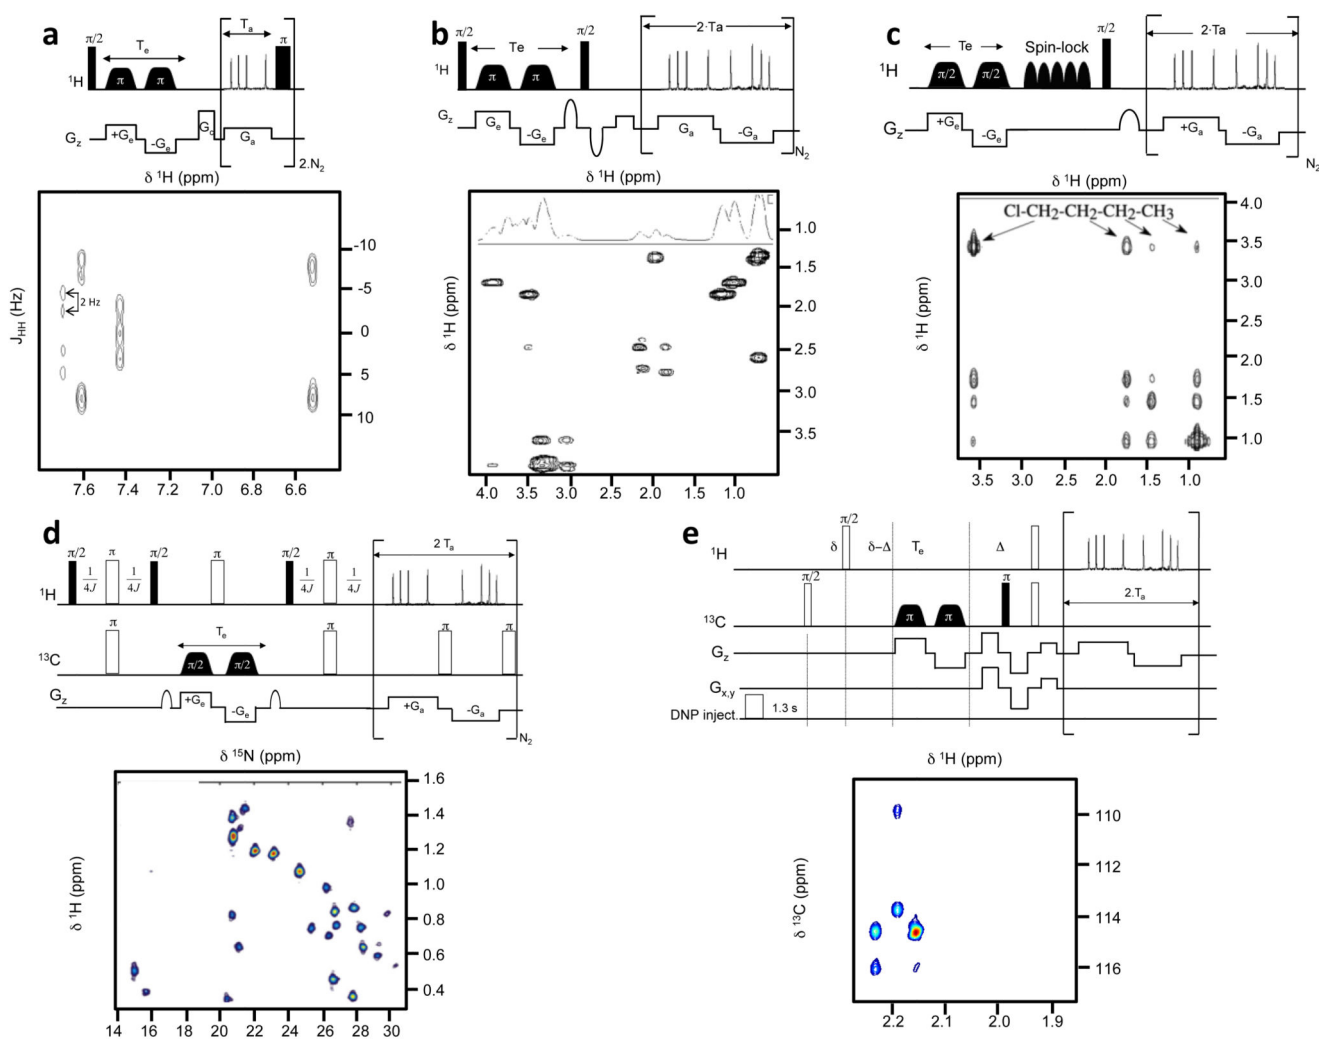 a
π/2
Te
Ta
π
¹H
π
π
Gz
+Ge
-Ge
Gc
Ga
2.N₂
δ ¹H (ppm)
-10
-5
0
5
10
2 Hz
JHH (Hz)
7.6
7.4
7.2
7.0
6.8
6.6
b
π/2
Te
π/2
2·Ta
¹H
π
π
Gz
Ge
-Ge
Ga
-Ga
N₂
1.0
1.5
2.0
2.5
3.0
3.5
δ ¹H (ppm)
4.0
3.5
3.0
2.5
2.0
1.5
1.0
δ ¹H (ppm)
c
Te
Spin-lock
π/2
2·Ta
¹H
π/2
π/2
Gz
+Ge
-Ge
+Ga
-Ga
N₂
δ ¹H (ppm)
Cl-CH2-CH2-CH2-CH3
4.0
3.5
3.0
2.5
2.0
1.5
1.0
δ ¹H (ppm)
3.5
3.0
2.5
2.0
1.5
1.0
d
π/2
π
π/2
π
π/2
π
2 Ta
1/4J
1/4J
1/4J
1/4J
¹H
π
Te
π
π
π
¹³C
π/2
π/2
Gz
+Ge
-Ge
+Ga
-Ga
N₂
δ ¹⁵N (ppm)
1.6
1.4
1.2
1.0
0.8
0.6
0.4
δ ¹H (ppm)
14
16
18
20
22
24
26
28
30
e
π/2
¹H
δ
δ−Δ
Te
Δ
π/2
π
2.Ta
¹³C
π
π
Gz
Gx,y
DNP inject.
1.3 s
δ ¹H (ppm)
110
112
114
116
δ ¹³C (ppm)
2.2
2.1
2.0
1.9